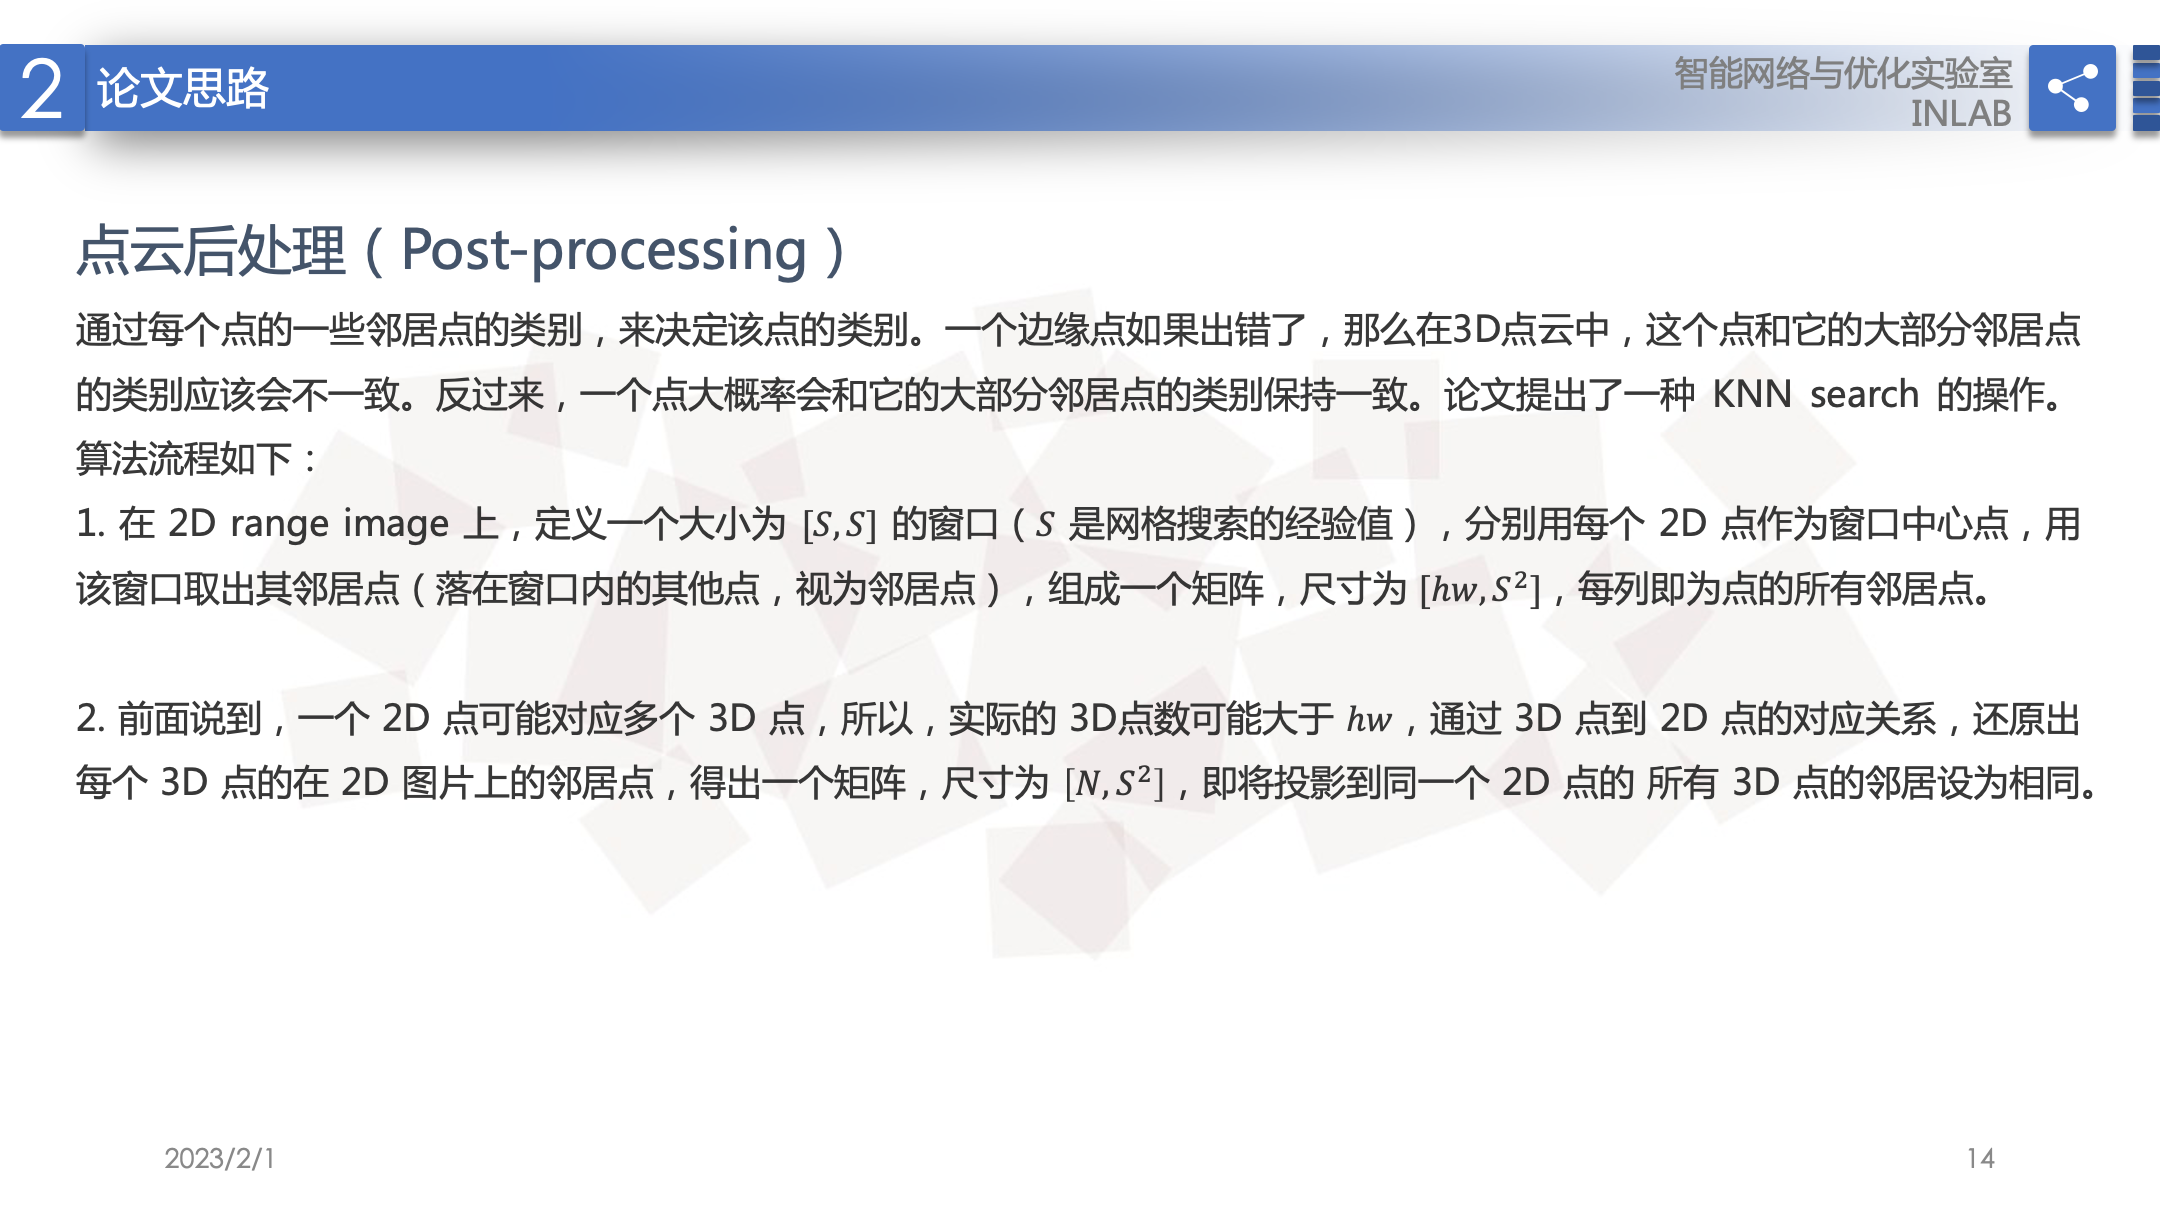 2 论文思路
智能网络与优化实验室
INLAB
点云后处理（Post-processing）
通过每个点的一些邻居点的类别，来决定该点的类别。一个边缘点如果出错了，那么在3D点云中，这个点和它的大部分邻居点
的类别应该会不一致。反过来，一个点大概率会和它的大部分邻居点的类别保持一致。论文提出了一种 KNN search 的操作。
算法流程如下：
1. 在 2D range image 上，定义一个大小为 [S, S] 的窗口（S 是网格搜索的经验值），分别用每个 2D 点作为窗口中心点，用
该窗口取出其邻居点（落在窗口内的其他点，视为邻居点），组成一个矩阵，尺寸为 [hw, S²]，每列即为点的所有邻居点。
2. 前面说到，一个 2D 点可能对应多个 3D 点，所以，实际的 3D点数可能大于 hw，通过 3D 点到 2D 点的对应关系，还原出
每个 3D 点的在 2D 图片上的邻居点，得出一个矩阵，尺寸为 [N, S²]，即将投影到同一个 2D 点的 所有 3D 点的邻居设为相同。
2023/2/1
14